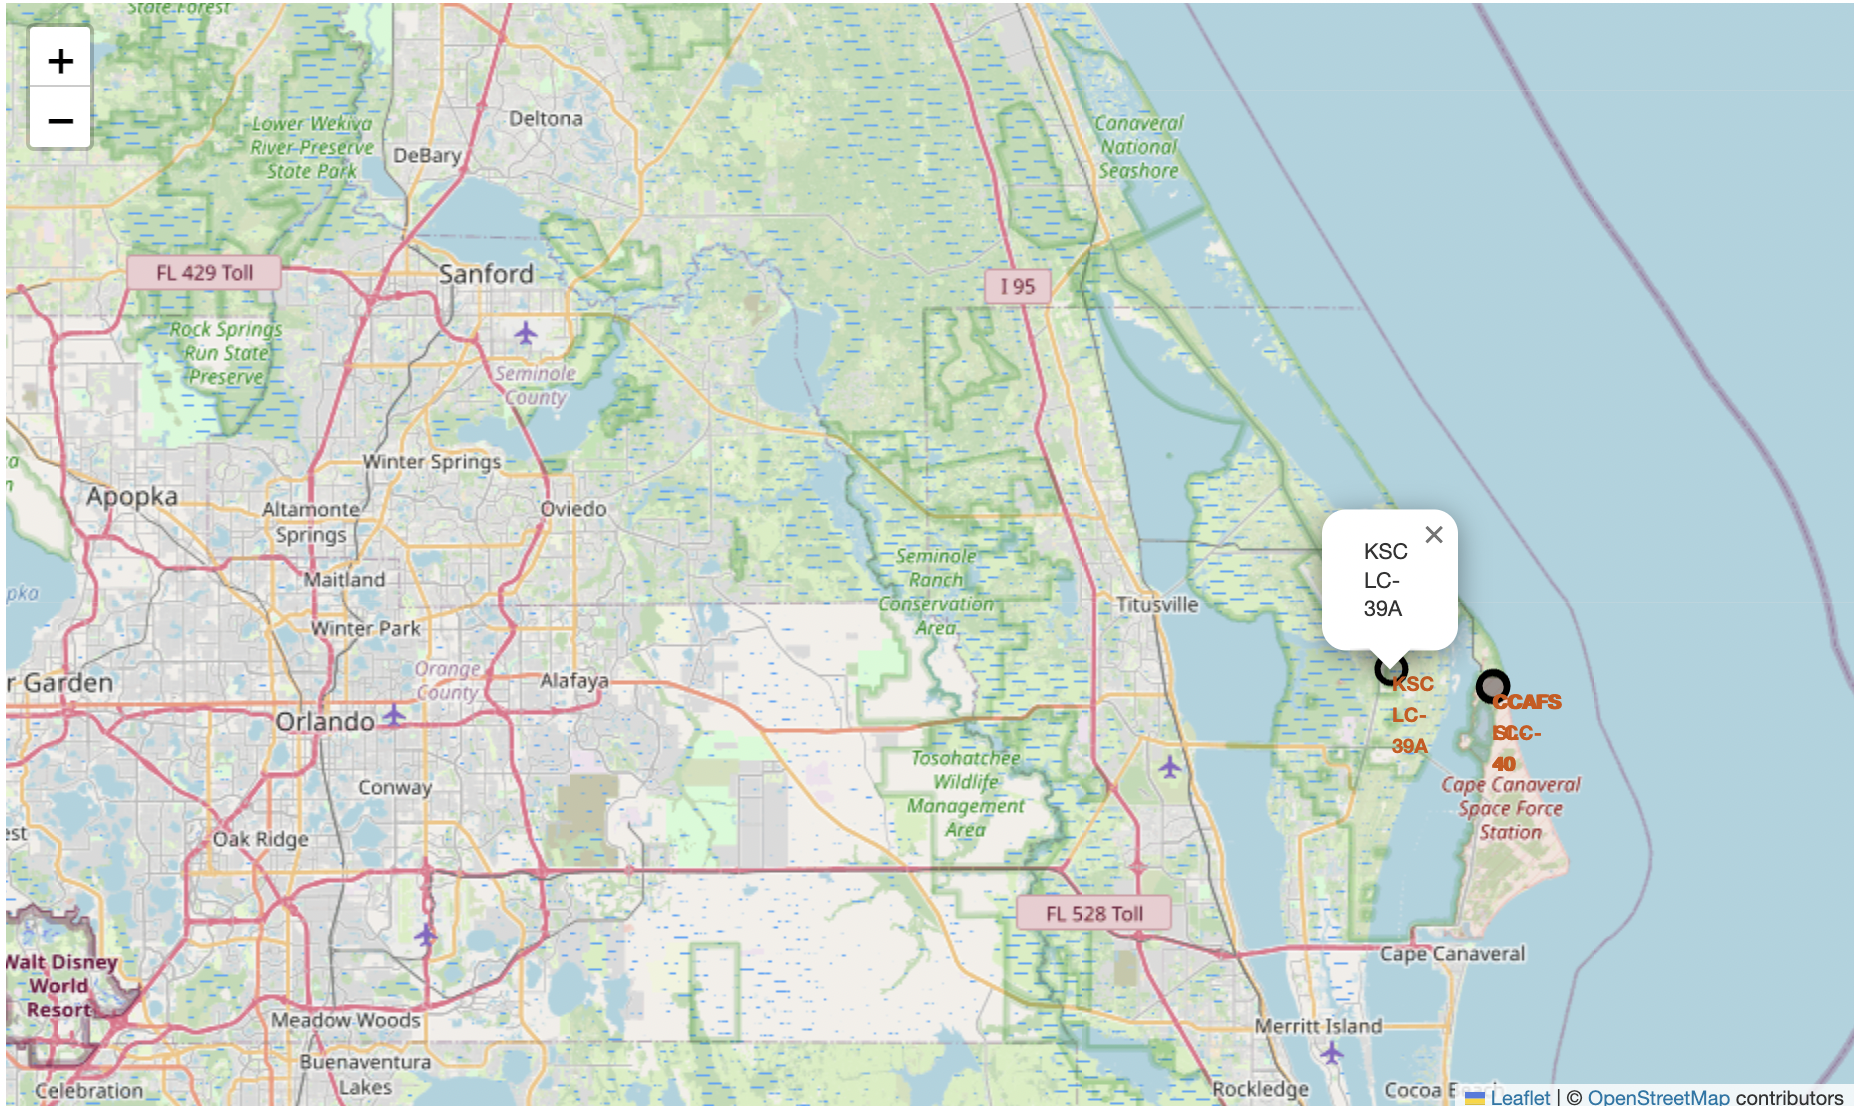 State Forest
+
−
Lower Wekiva
River Preserve
State Park
Deltona
DeBary
Canaveral
National
Seashore
FL 429 Toll
Sanford
I 95
Rock Springs
Run State
Preserve
Seminole
County
Winter Springs
Apopka
Altamonte
Springs
Oviedo
KSC
LC-
39A
×
Seminole
Ranch
Conservation
Area
Maitland
pka
Titusville
Winter Park
Orange
County
r Garden
Alafaya
KSC
LC-
39A
CCAFS
40
Orlando
Tosohatchee
Wildlife
Management
Area
Conway
Cape Canaveral
Space Force
Station
est
Oak Ridge
FL 528 Toll
Cape Canaveral
Walt Disney
World
Resort
Meadow Woods
Merritt Island
Buenaventura
Lakes
Celebration
Rockledge
Cocoa Beach
Leaflet | © OpenStreetMap contributors